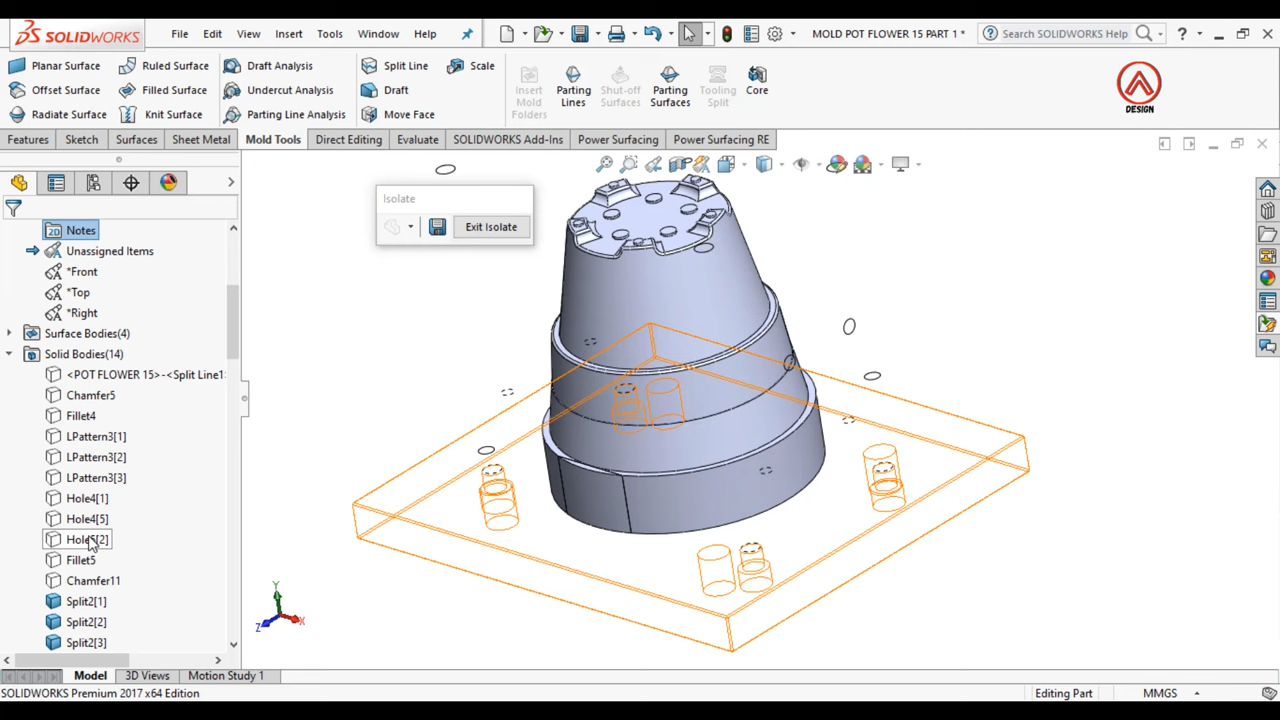 SOLIDWORKS File Edit View Insert Tools Window Help MOLD POT FLOWER 15 PART 1 * Search SOLIDWORKS Help ?
Planar Surface Ruled Surface Draft Analysis Split Line Scale
Offset Surface Filled Surface Undercut Analysis Draft
Radiate Surface Knit Surface Parting Line Analysis Move Face
Insert Mold Folders
Parting Lines
Shut-off Surfaces
Parting Surfaces
Tooling Split
Core
DESIGN
Features Sketch Surfaces Sheet Metal Mold Tools Direct Editing Evaluate SOLIDWORKS Add-Ins Power Surfacing Power Surfacing RE
Isolate
Exit Isolate
Notes
Unassigned Items
*Front
*Top
*Right
Surface Bodies(4)
Solid Bodies(14)
<POT FLOWER 15>-<Split Line1>
Chamfer5
Fillet4
LPattern3[1]
LPattern3[2]
LPattern3[3]
Hole4[1]
Hole4[5]
Hole5[2]
Fillet5
Chamfer11
Split2[1]
Split2[2]
Split2[3]
Y
X
Z
Model 3D Views Motion Study 1
SOLIDWORKS Premium 2017 x64 Edition Editing Part MMGS